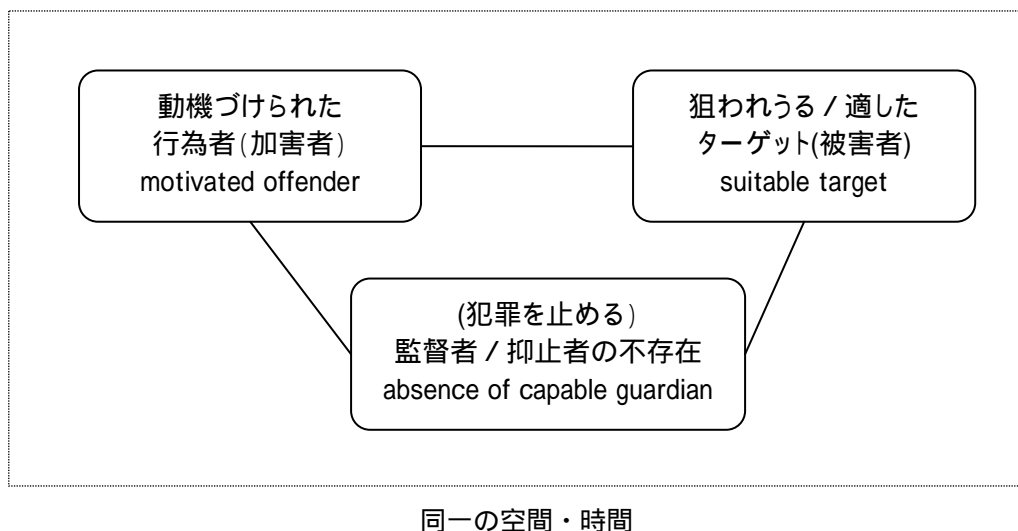 動機づけられた
行為者(加害者)
motivated offender
狙われうる / 適した
ターゲット(被害者)
suitable target
(犯罪を止める)
監督者 / 抑止者の不存在
absence of capable guardian
同一の空間・時間